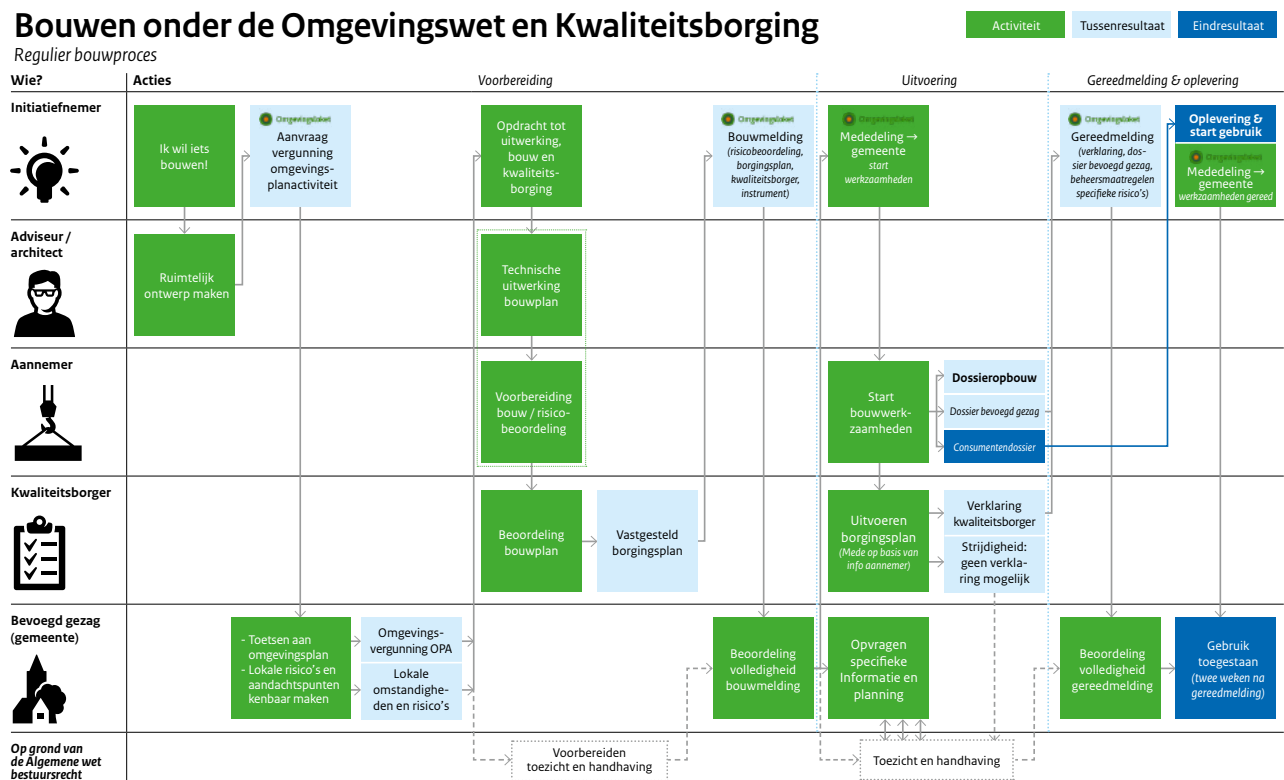 Bouwen onder de Omgevingswet en Kwaliteitsborging
Regulier bouwproces
Activiteit
Tussenresultaat
Eindresultaat
Wie?
Acties
Voorbereiding
Uitvoering
Gereedmelding & oplevering
Initiatiefnemer
Ik wil iets
bouwen!
Omgevingsloket
Aanvraag
vergunning
omgevings-
planactiviteit
Opdracht tot
uitwerking,
bouw en
kwaliteits-
borging
Omgevingsloket
Bouwmelding
(risicobeoordeling,
borgingsplan,
kwaliteitsborger,
instrument)
Omgevingsloket
Mededeling →
gemeente
start
werkzaamheden
Omgevingsloket
Gereedmelding
(verklaring, dos-
sier bevoegd gezag,
beheersmaatregelen
specifieke risico's)
Oplevering &
start gebruik
Omgevingsloket
Mededeling →
gemeente
werkzaamheden gereed
Adviseur /
architect
Ruimtelijk
ontwerp maken
Technische
uitwerking
bouwplan
Aannemer
Voorbereiding
bouw / risico-
beoordeling
Start
bouwwerk-
zaamheden
Dossieropbouw
Dossier bevoegd gezag
Consumentendossier
Kwaliteitsborger
Beoordeling
bouwplan
Vastgesteld
borgingsplan
Uitvoeren
borgingsplan
(Mede op basis van
info aannemer)
Verklaring
kwaliteitsborger
Strijdigheid:
geen verkla-
ring mogelijk
Bevoegd gezag
(gemeente)
- Toetsen aan
omgevingsplan
- Lokale risico's en
aandachtspunten
kenbaar maken
Omgevings-
vergunning OPA
Lokale
omstandighe-
den en risico's
Beoordeling
volledigheid
bouwmelding
Opvragen
specifieke
Informatie en
planning
Beoordeling
volledigheid
gereedmelding
Gebruik
toegestaan
(twee weken na
gereedmelding)
Op grond van
de Algemene wet
bestuursrecht
Voorbereiden
toezicht en handhaving
Toezicht en handhaving